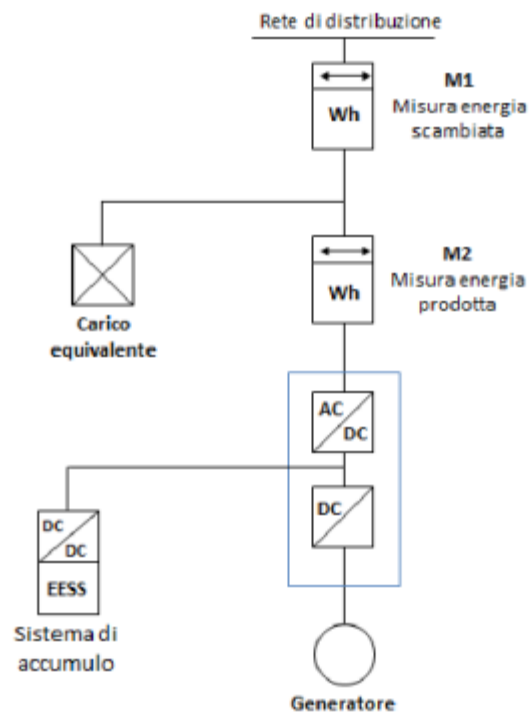 Rete di distribuzione
M1
Misura energia
scambiata
Wh
M2
Misura energia
prodotta
Wh
Carico
equivalente
AC
DC
DC
DC
DC
EESS
Sistema di
accumulo
Generatore